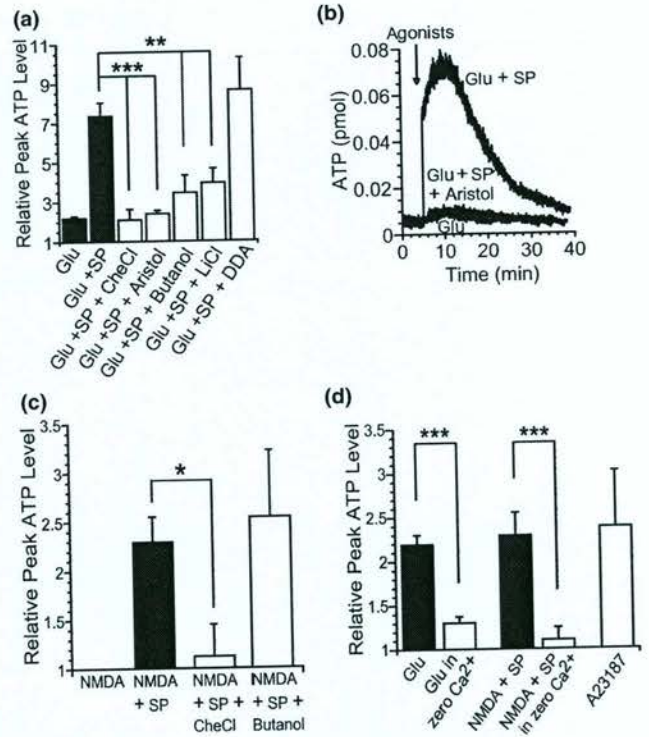 (a)
Relative Peak ATP Level
11
9
7
5
3
1
**
***
Glu
Glu +SP
Glu +SP + CheCl
Glu +SP + Aristol
Glu +SP + Butanol
Glu +SP + LiCl
Glu +SP + DDA
(b)
Agonists
ATP (pmol)
0.08
0.06
0.04
0.02
0
Glu + SP
Glu + SP
+ Aristol
Glu
0 10 20 30 40
Time (min)
(c)
Relative Peak ATP Level
3.5
3
2.5
2
1.5
1
*
NMDA
NMDA
+ SP
NMDA
+ SP +
CheCl
NMDA
+ SP +
Butanol
(d)
Relative Peak ATP Level
3.5
3
2.5
2
1.5
1
***
***
Glu
Glu in
zero Ca2+
NMDA + SP
NMDA + SP
in zero Ca2+
A23187